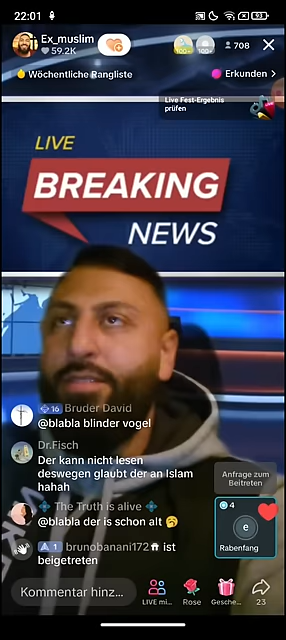 22:01
93
Ex_muslim
59.2K
100+
100+
708
Wöchentliche Rangliste
Erkunden
Live Fest-Ergebnis
prüfen
LIVE
BREAKING
NEWS
16 Bruder David
@blabla blinder vogel
Dr.Fisch
Der kann nicht lesen
deswegen glaubt der an Islam
hahah
The Truth is alive
@blabla der is schon alt 🥱
1 brunobanani172 ist
beigetreten
Anfrage zum
Beitreten
4
e
Rabenfang
Kommentar hinz...
LIVE mi...
Rose
Gesche...
23